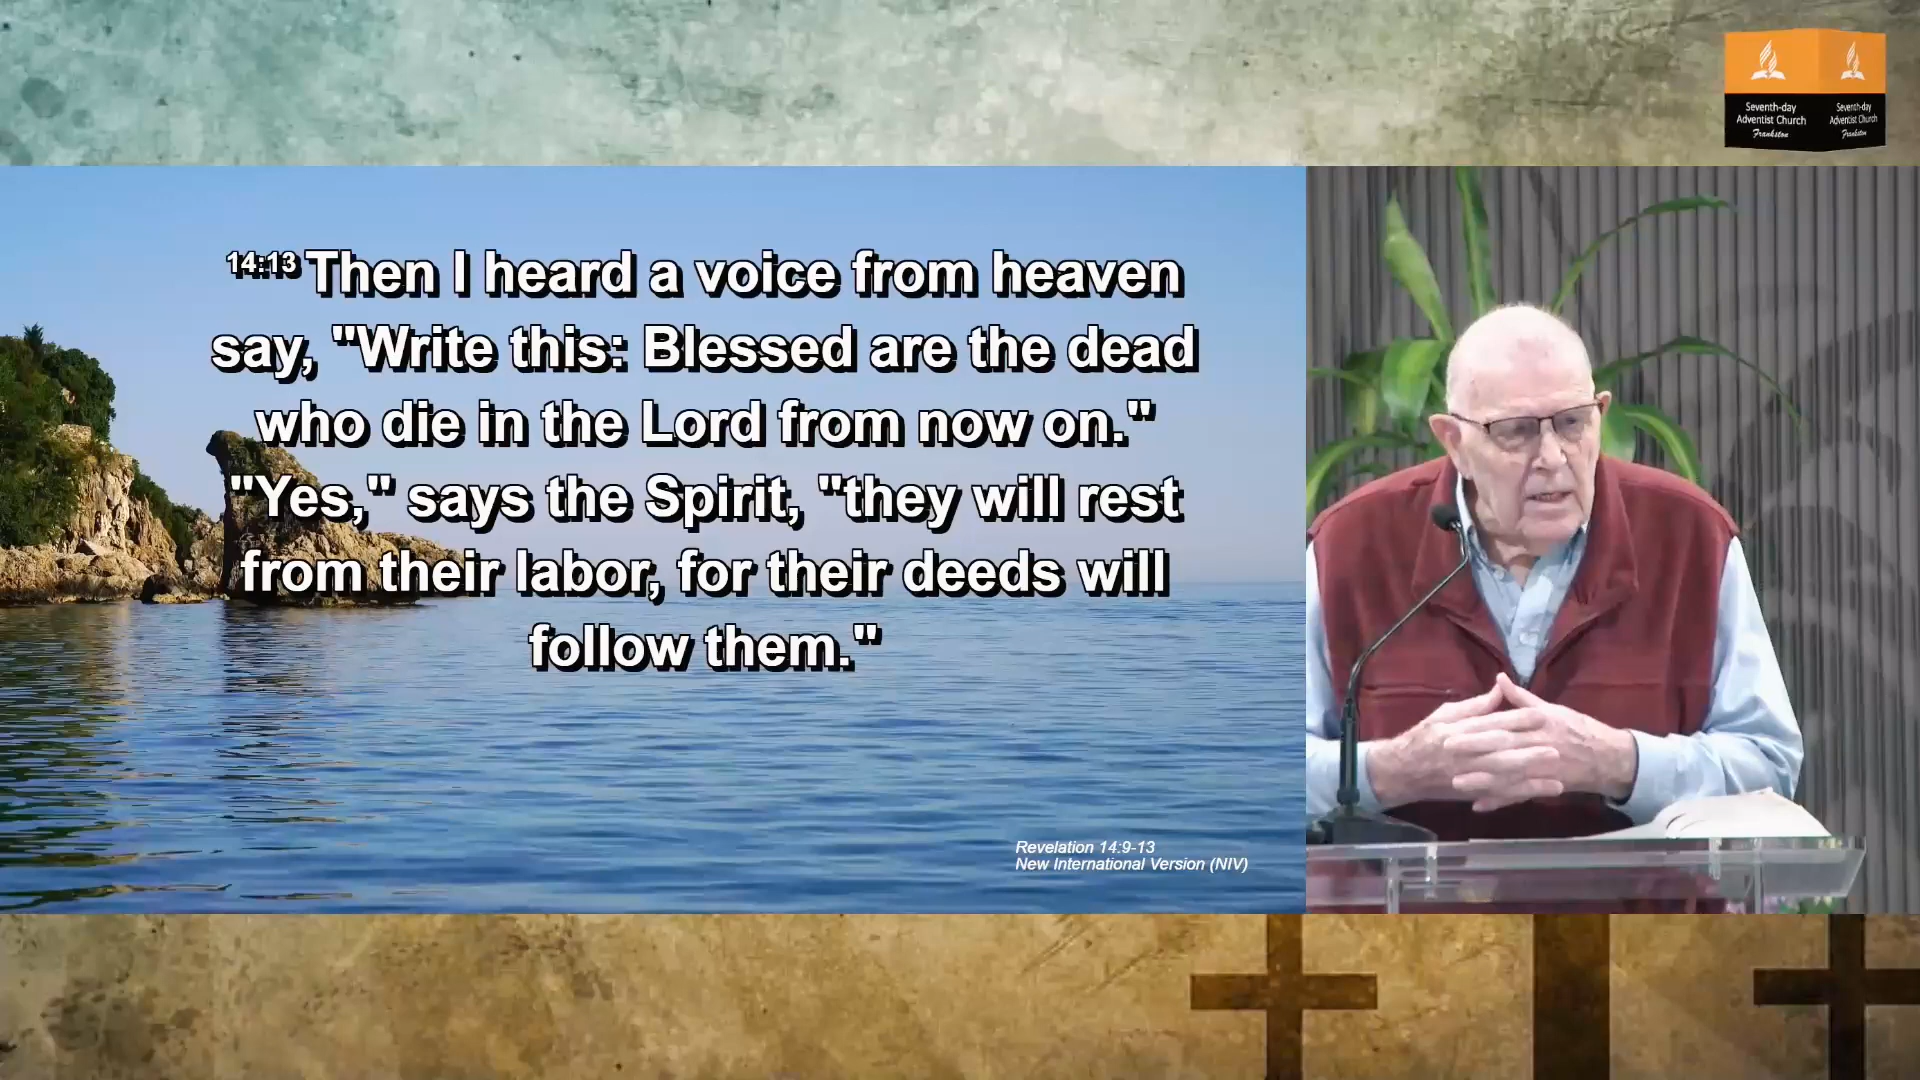 Seventh-day
Adventist Church
Frankston
Seventh-day
Adventist Church
Frankston
14:13 Then I heard a voice from heaven
say, "Write this: Blessed are the dead
who die in the Lord from now on."
"Yes," says the Spirit, "they will rest
from their labor, for their deeds will
follow them."
Revelation 14:9-13
New International Version (NIV)